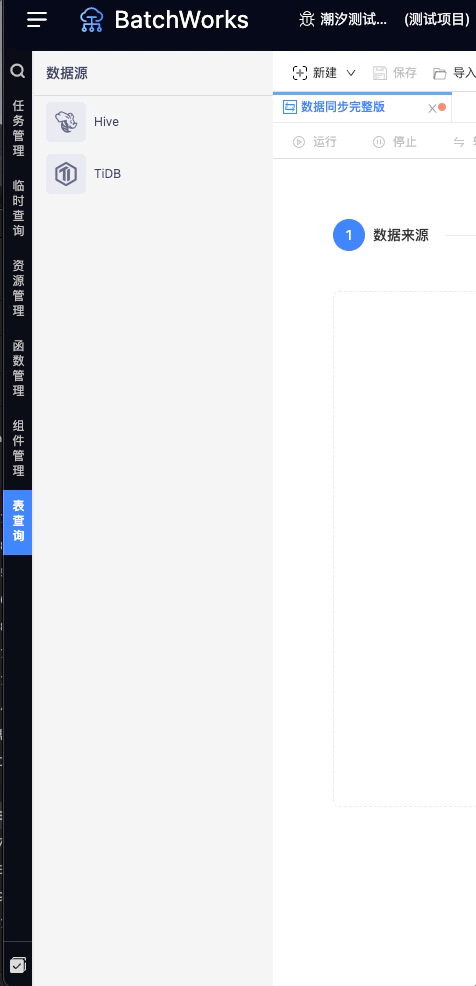 BatchWorks
潮汐测试... (测试项目)
数据源
新建 保存 导入
Hive
TiDB
数据同步完整版
运行 停止
1 数据来源
任务管理
临时查询
资源管理
函数管理
组件管理
表查询